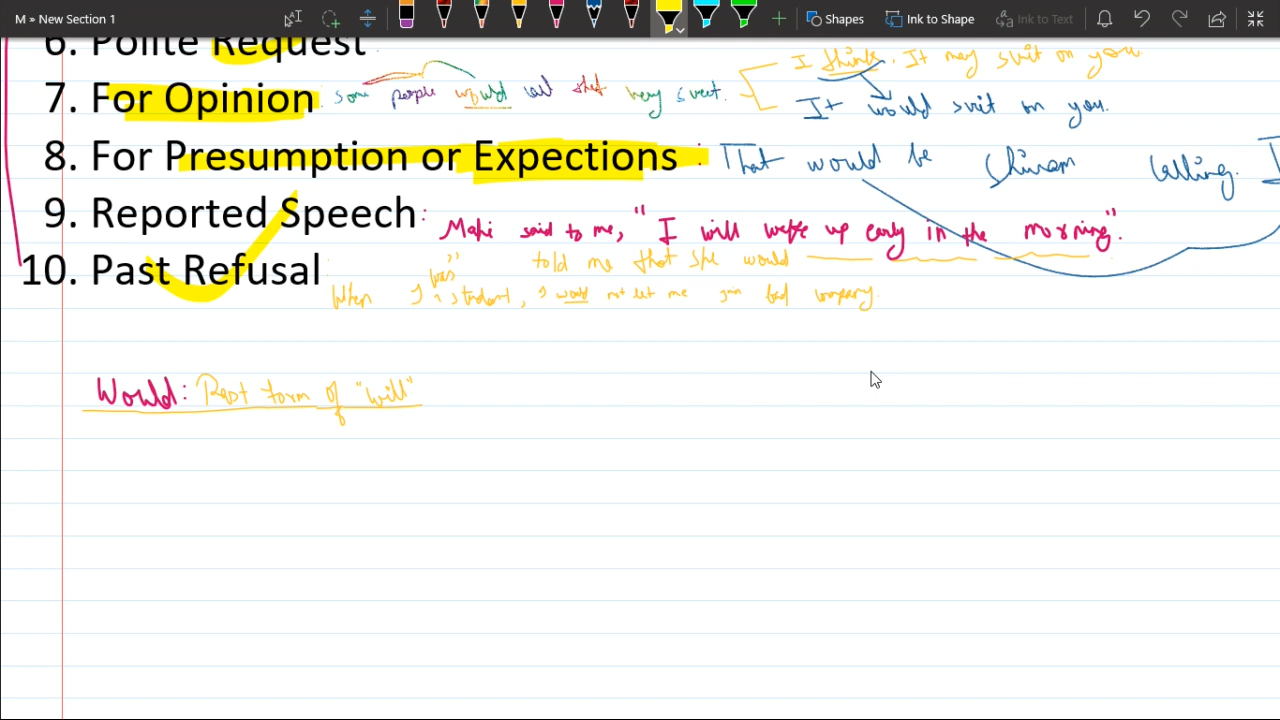 M » New Section 1
Shapes Ink to Shape Ink to Text
6. Polite Request
I think. It may suit on you.
7. For Opinion some people would call that very sweet.
It would suit on you.
8. For Presumption or Expections : That would be Shivam calling. I
9. Reported Speech: Mahi said to me, "I will wake up early in the morning".
told me that she would
10. Past Refusal
When I was a student, I would not let me join bad company.
Would: Past form of "will"